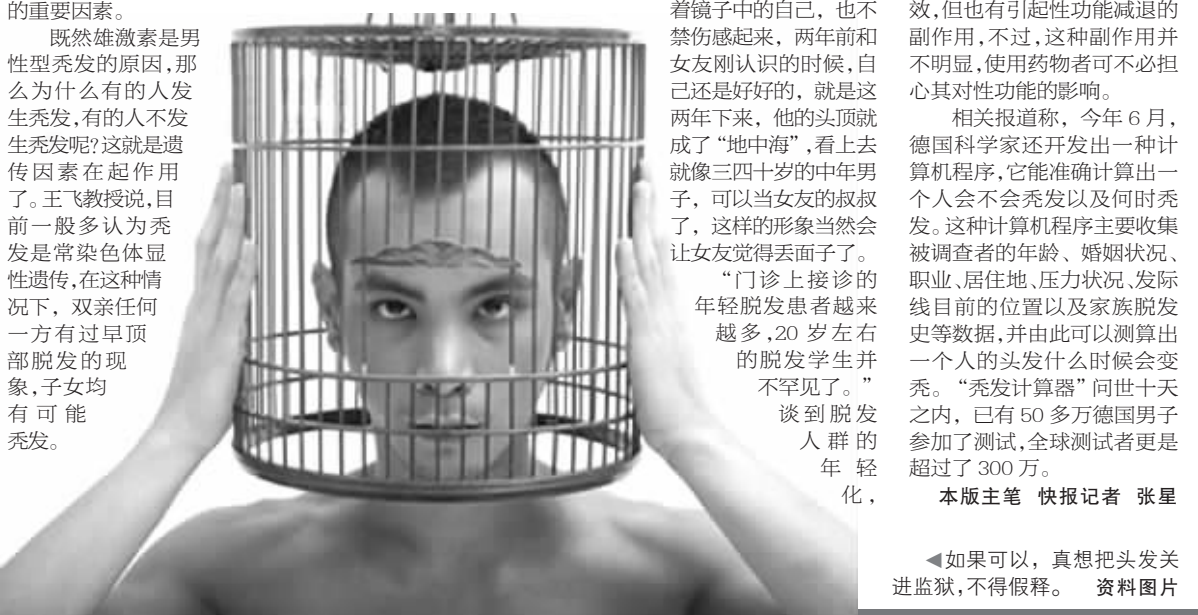 的重要因素。
既然雄激素是男
性型秃发的原因,那
么为什么有的人发
生秃发,有的人不发
生秃发呢?这就是遗
传因素在起作用
了。王飞教授说,目
前一般多认为秃
发是常染色体显
性遗传,在这种情
况下，双亲任何
一方有过早顶
部脱发的现
象,子女均
有可能
秃发。
着镜子中的自己，也不
禁伤感起来，两年前和
女友刚认识的时候,自
己还是好好的，就是这
两年下来，他的头顶就
成了“地中海”,看上去
就像三四十岁的中年男
子，可以当女友的叔叔
了，这样的形象当然会
让女友觉得丢面子了。
“门诊上接诊的
年轻脱发患者越来
越多,20 岁左右
的脱发学生并
不罕见了。”
谈到脱发
人群的
年轻
化，
效,但也有引起性功能减退的
副作用,不过,这种副作用并
不明显,使用药物者可不必担
心其对性功能的影响。
相关报道称，今年 6 月，
德国科学家还开发出一种计
算机程序,它能准确计算出一
个人会不会秃发以及何时秃
发。这种计算机程序主要收集
被调查者的年龄、婚姻状况、
职业、居住地、压力状况、发际
线目前的位置以及家族脱发
史等数据,并由此可以测算出
一个人的头发什么时候会变
秃。“秃发计算器”问世十天
之内，已有 50 多万德国男子
参加了测试,全球测试者更是
超过了 300 万。
本版主笔 快报记者 张星
◀如果可以，真想把头发关
进监狱,不得假释。 资料图片